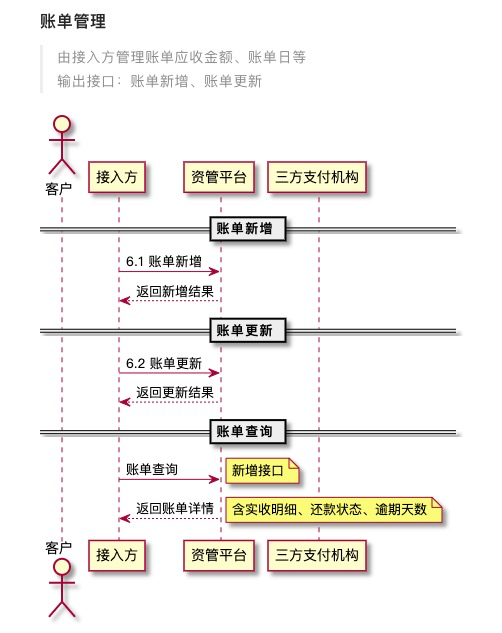 账单管理
由接入方管理账单应收金额、账单日等
输出接口：账单新增、账单更新
客户
接入方
资管平台
三方支付机构
账单新增
6.1 账单新增
返回新增结果
账单更新
6.2 账单更新
返回更新结果
账单查询
账单查询
新增接口
返回账单详情
含实收明细、还款状态、逾期天数
客户
接入方
资管平台
三方支付机构